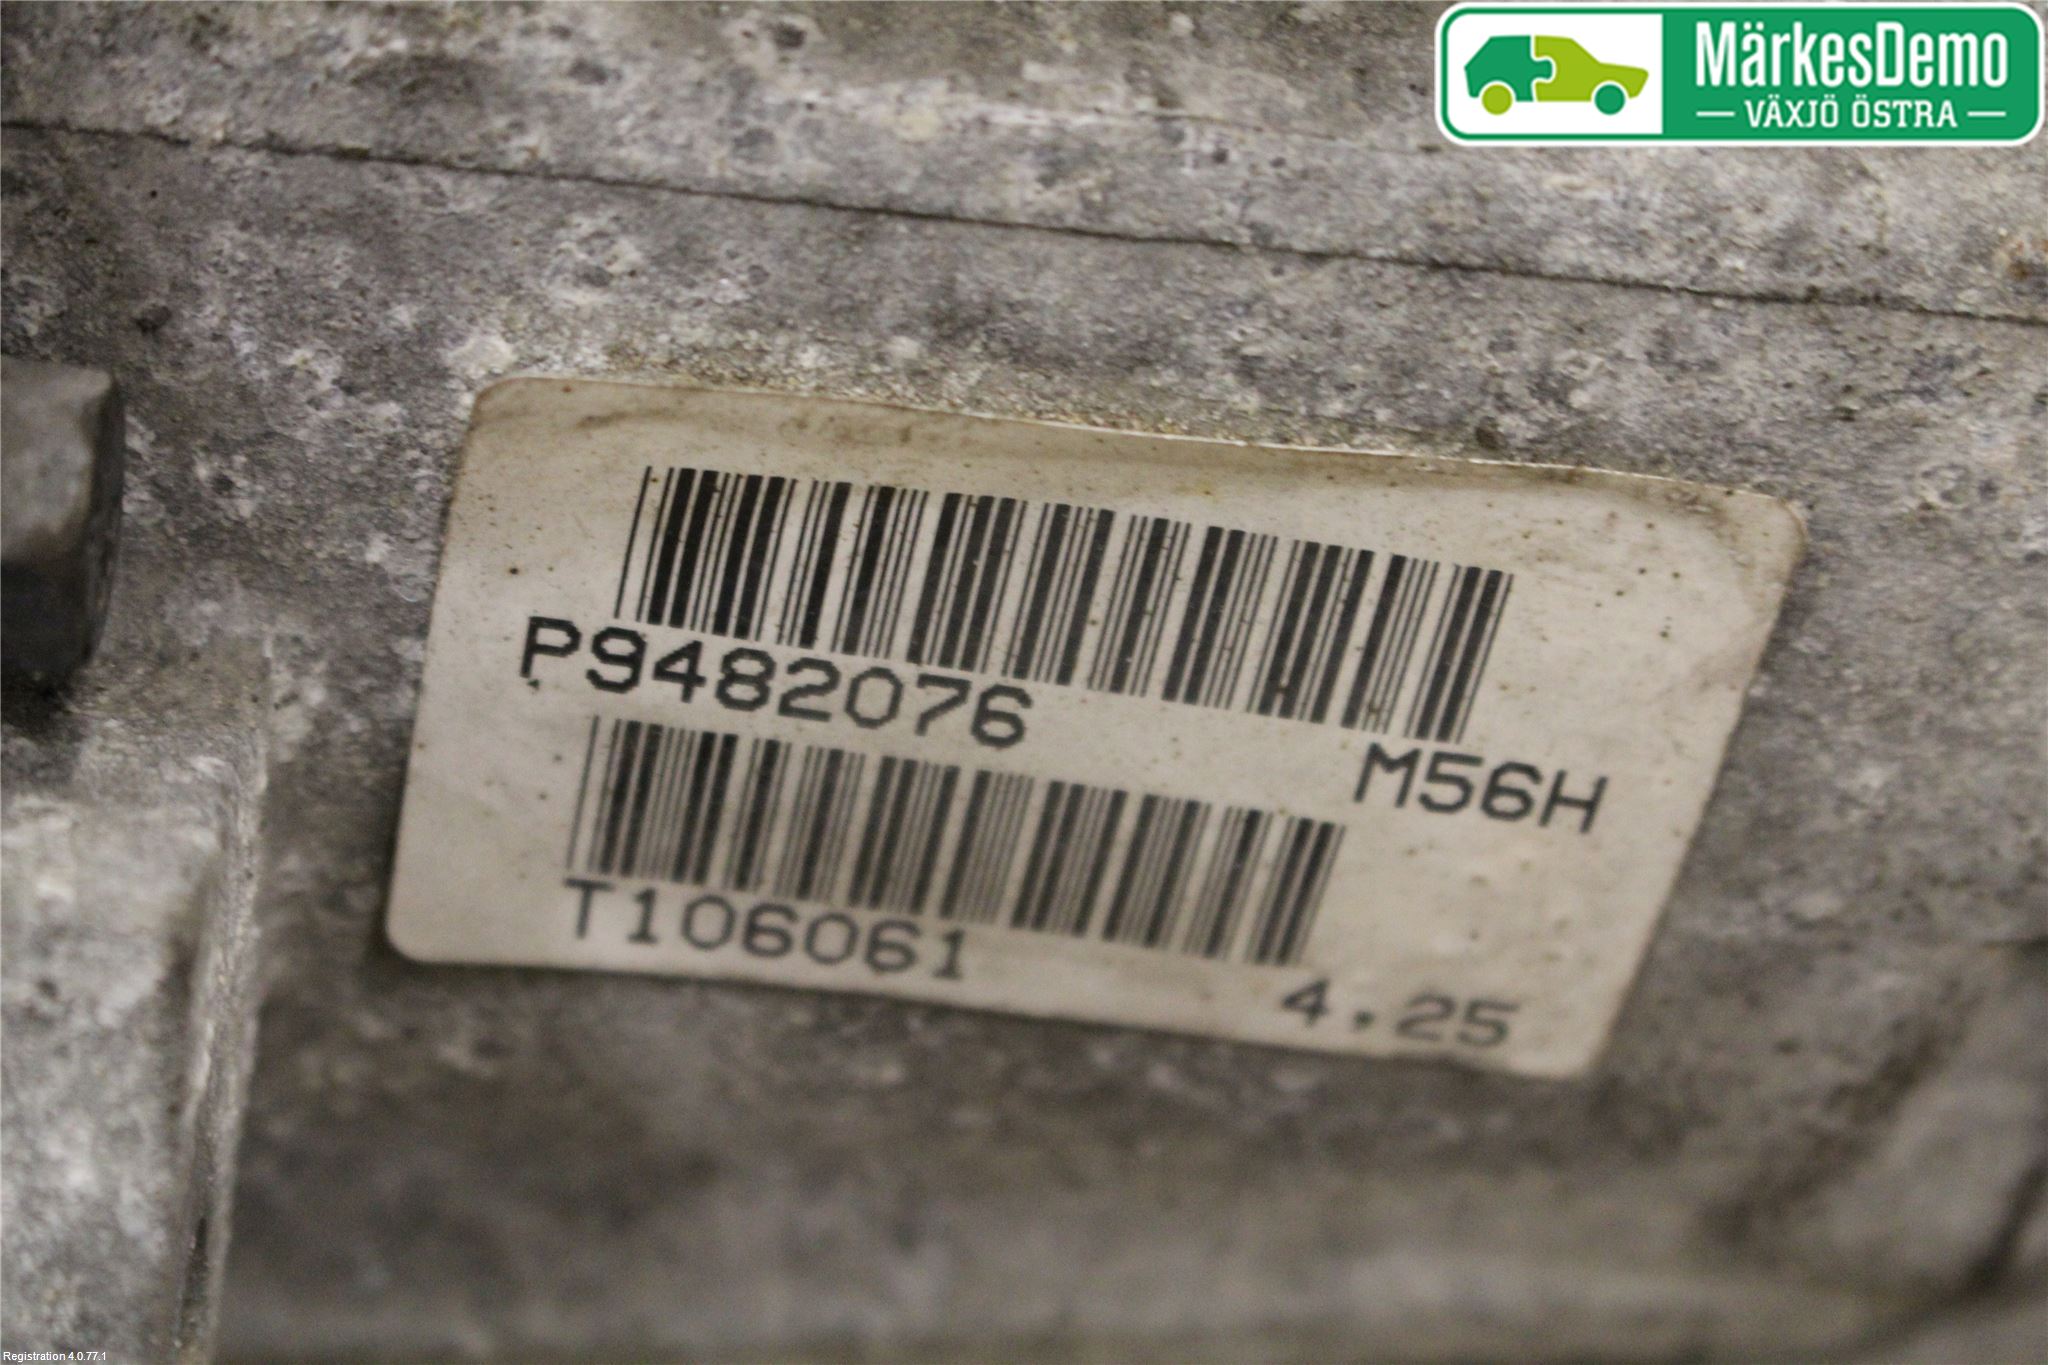 MärkesDemo
— VÄXJÖ ÖSTRA —
P9482076
M56H
T106061
4.25
Registration 4.0.77.1